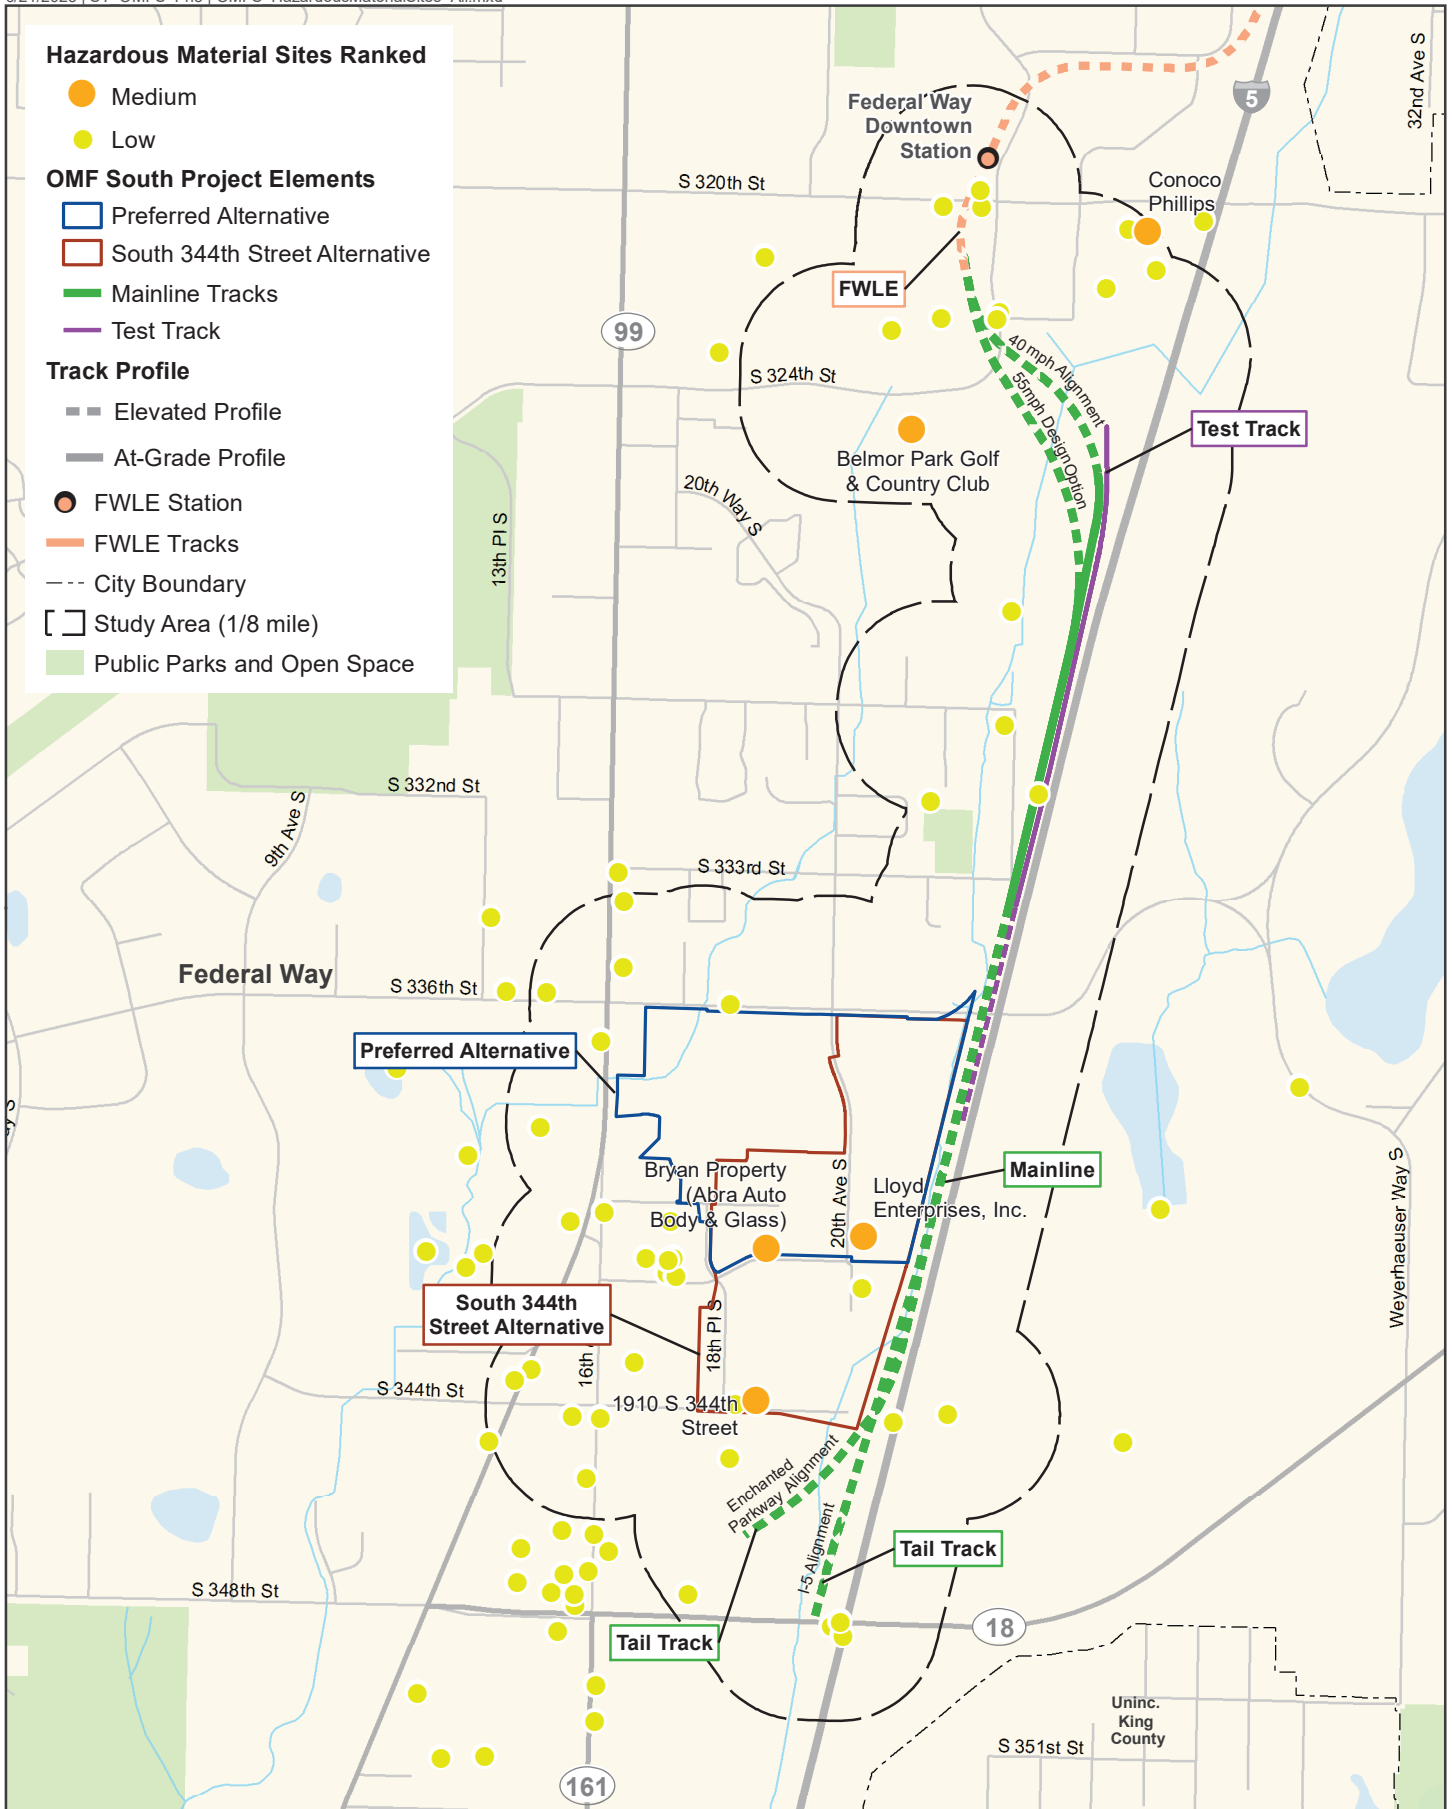 Hazardous Material Sites Ranked
Medium
Low
OMF South Project Elements
Preferred Alternative
South 344th Street Alternative
Mainline Tracks
Test Track
Track Profile
Elevated Profile
At-Grade Profile
FWLE Station
FWLE Tracks
City Boundary
Study Area (1/8 mile)
Public Parks and Open Space
Federal Way
Downtown
Station
5
32nd Ave S
S 320th St
Conoco
Phillips
FWLE
99
40 mph Alignment
55mph Design Option
S 324th St
Test Track
Belmor Park Golf
& Country Club
20th Way S
13th Pl S
S 332nd St
9th Ave S
S 333rd St
Federal Way
S 336th St
Preferred Alternative
Mainline
Bryan Property
(Abra Auto
Body & Glass)
20th Ave S
Lloyd
Enterprises, Inc.
Weyerhaeuser Way S
South 344th
Street Alternative
18th Pl S
16th
S 344th St
1910 S 344th
Street
Enchanted
Parkway Alignment
I-5 Alignment
Tail Track
S 348th St
Tail Track
18
Uninc.
King
County
S 351st St
161